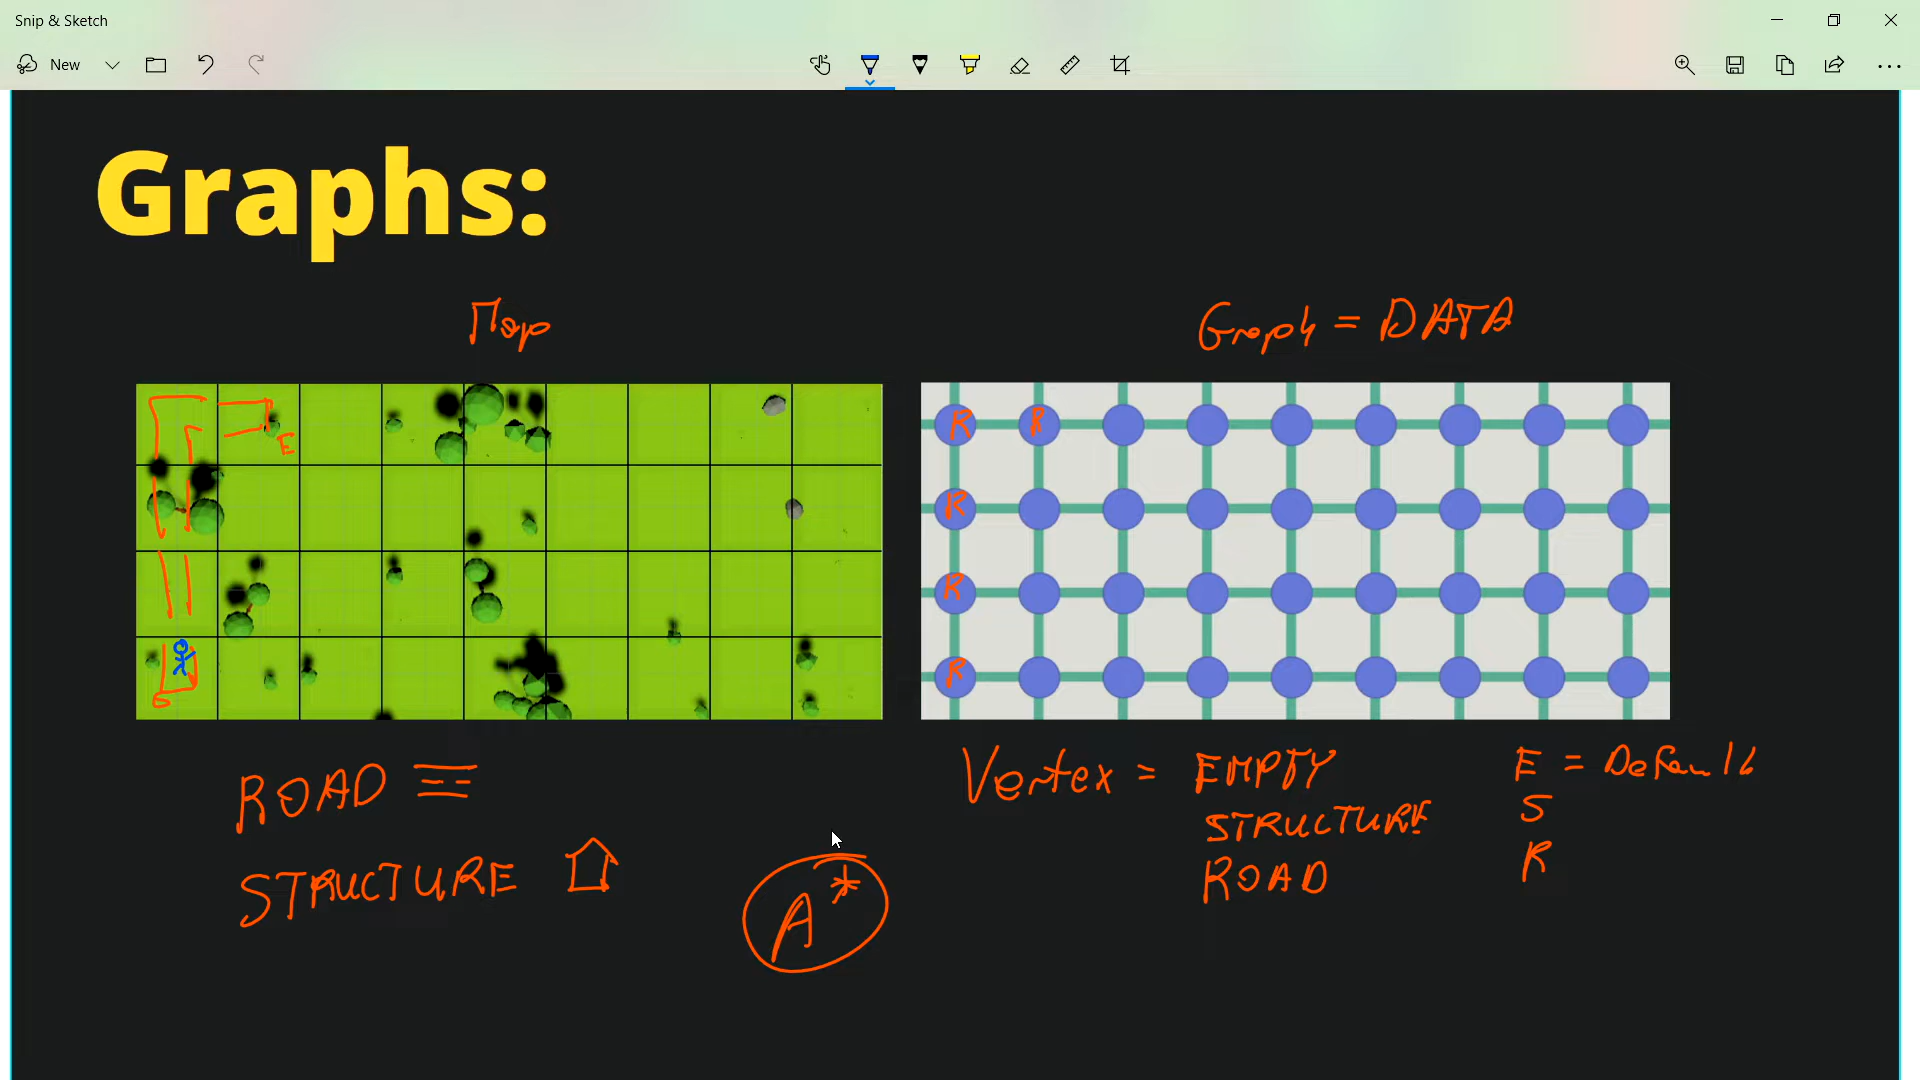 Snip & Sketch
New
Graphs:
Map
Graph = DATA
E
R R
R
R
R
ROAD
STRUCTURE
A*
Vertex = EMPTY
STRUCTURE
ROAD
E = Default
S
R